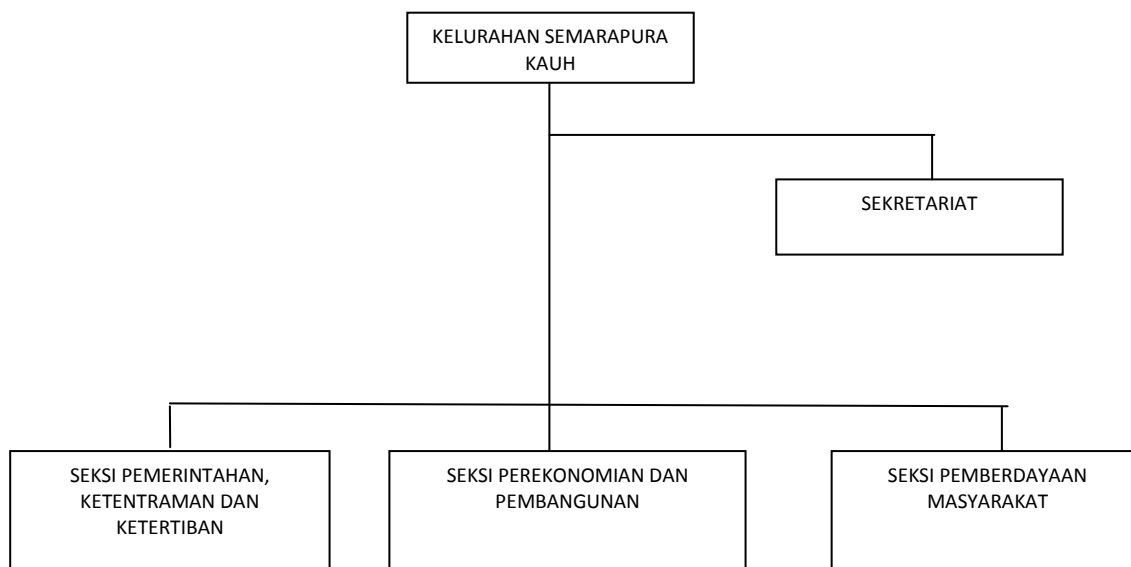 KELURAHAN SEMARAPURA
KAUH
SEKRETARIAT
SEKSI PEMERINTAHAN,
KETENTRAMAN DAN
KETERTIBAN
SEKSI PEREKONOMIAN DAN
PEMBANGUNAN
SEKSI PEMBERDAYAAN
MASYARAKAT